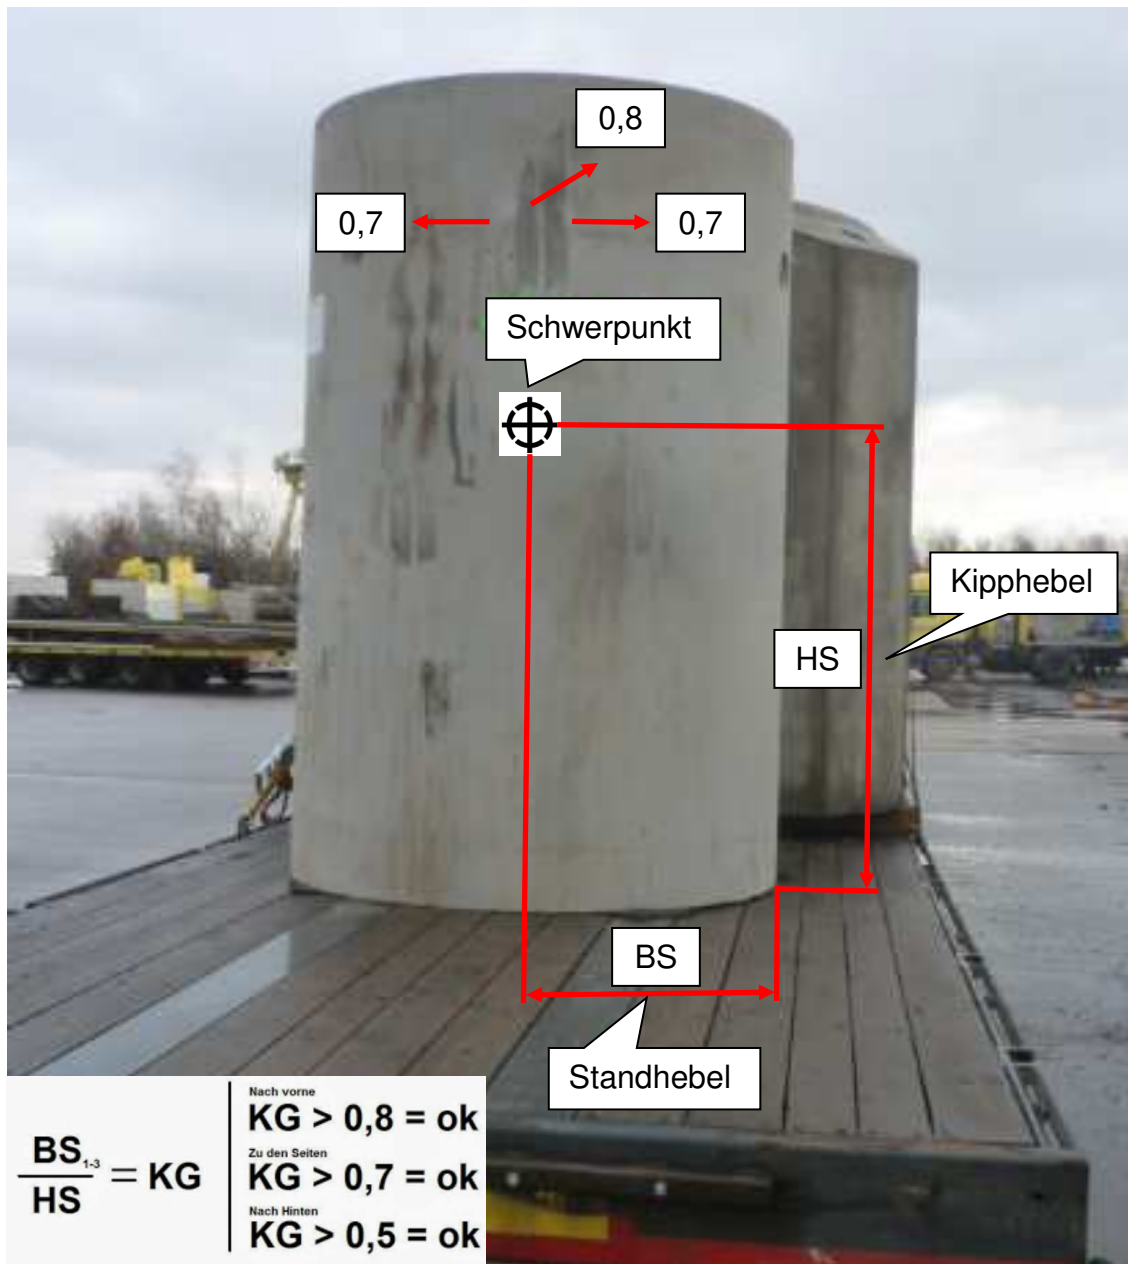 0,8
0,7
0,7
Schwerpunkt
Kipphebel
HS
BS
Standhebel
BS₁₋₃
HS
= KG
Nach vorne
KG > 0,8 = ok
Zu den Seiten
KG > 0,7 = ok
Nach Hinten
KG > 0,5 = ok